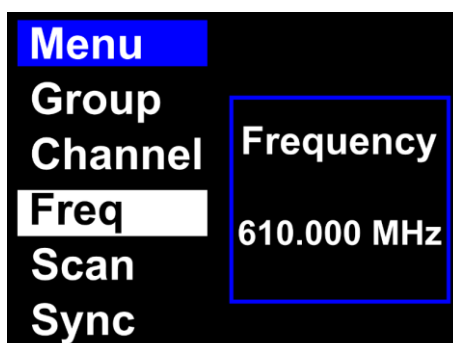 Menu
Group
Channel
Freq
Scan
Sync
Frequency
610.000 MHz